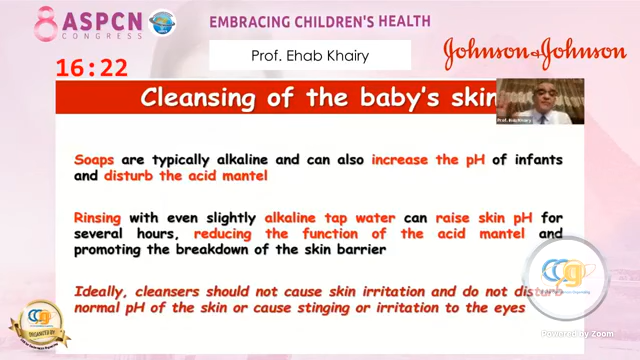 8 ASPCN
CONGRESS
EMBRACING CHILDREN'S HEALTH
Prof. Ehab Khairy
Johnson & Johnson
16:22
Cleansing of the baby's skin
Soaps are typically alkaline and can also increase the pH of infants
and disturb the acid mantel
Rinsing with even slightly alkaline tap water can raise skin pH for
several hours, reducing the function of the acid mantel and
promoting the breakdown of the skin barrier
Ideally, cleansers should not cause skin irritation and do not disturb
normal pH of the skin or cause stinging or irritation to the eyes
ccg
Powered by Zoom
ORGANIZED BY